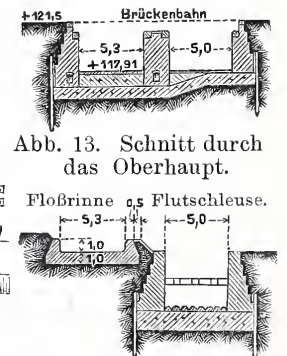 +121,5 Brückenbahn
5,3 5,0
+117,91
Abb. 13. Schnitt durch
das Oberhaupt.
Floßrinne 0,5 Flutschleuse.
5,3 5,0
1,0
1,0